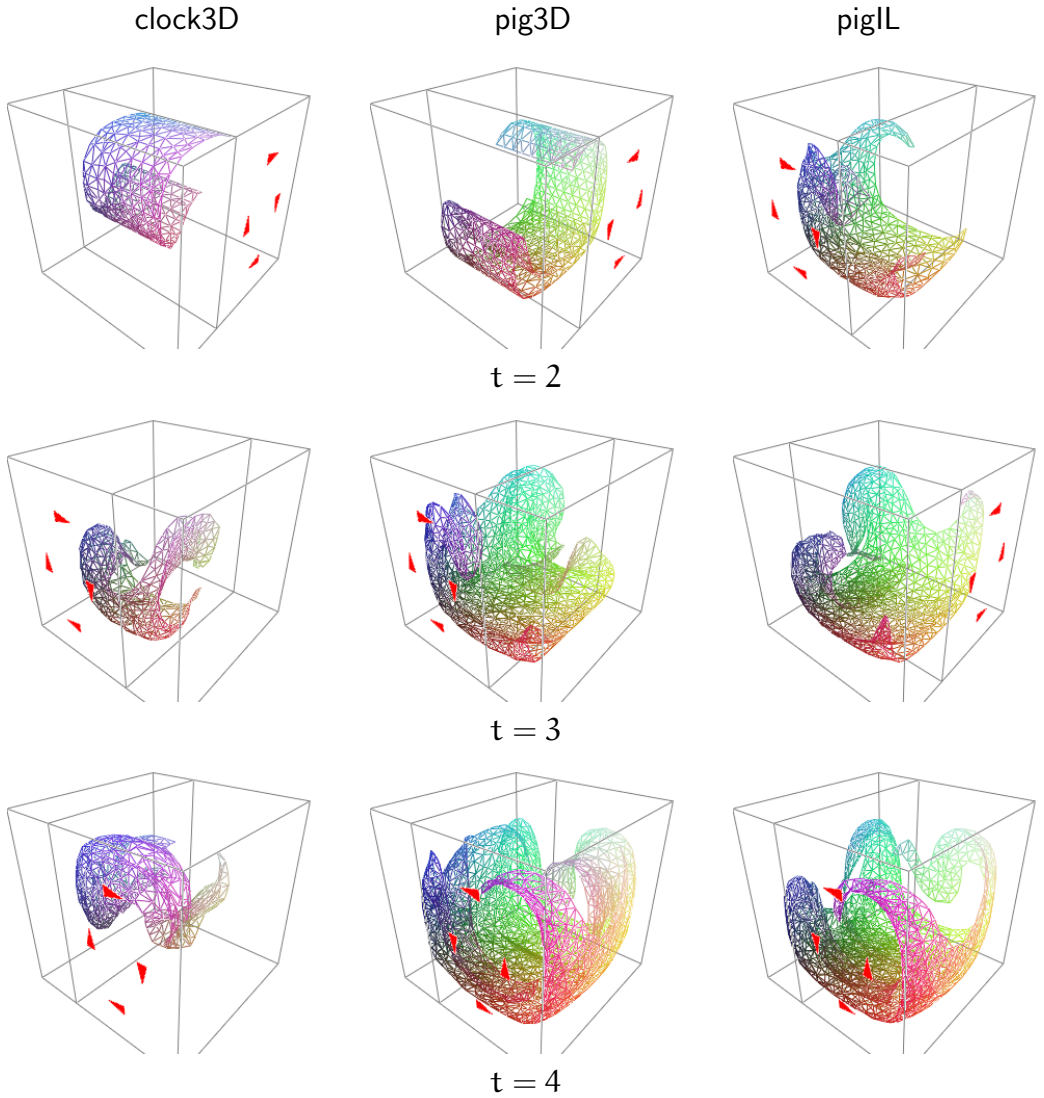 clock3D pig3D pigIL
t = 2
t = 3
t = 4